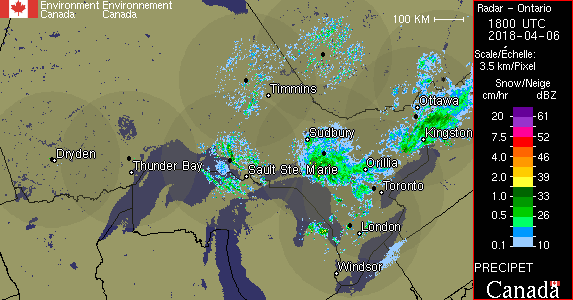 Environment Environnement
Canada Canada
100 KM
Radar - Ontario
1800 UTC
2018-04-06
Scale/Échelle:
3.5 km/Pixel
Snow/Neige
cm/hr dBZ
20 61
7.5 57
4.0 52
4.0 46
2.0 39
1.0 33
0.5 26
0.1 10
Timmins
Ottawa
Sudbury
Kingston
Dryden
Thunder Bay
Sault Ste. Marie
Orillia
Toronto
London
Windsor
PRECIPET
Canada